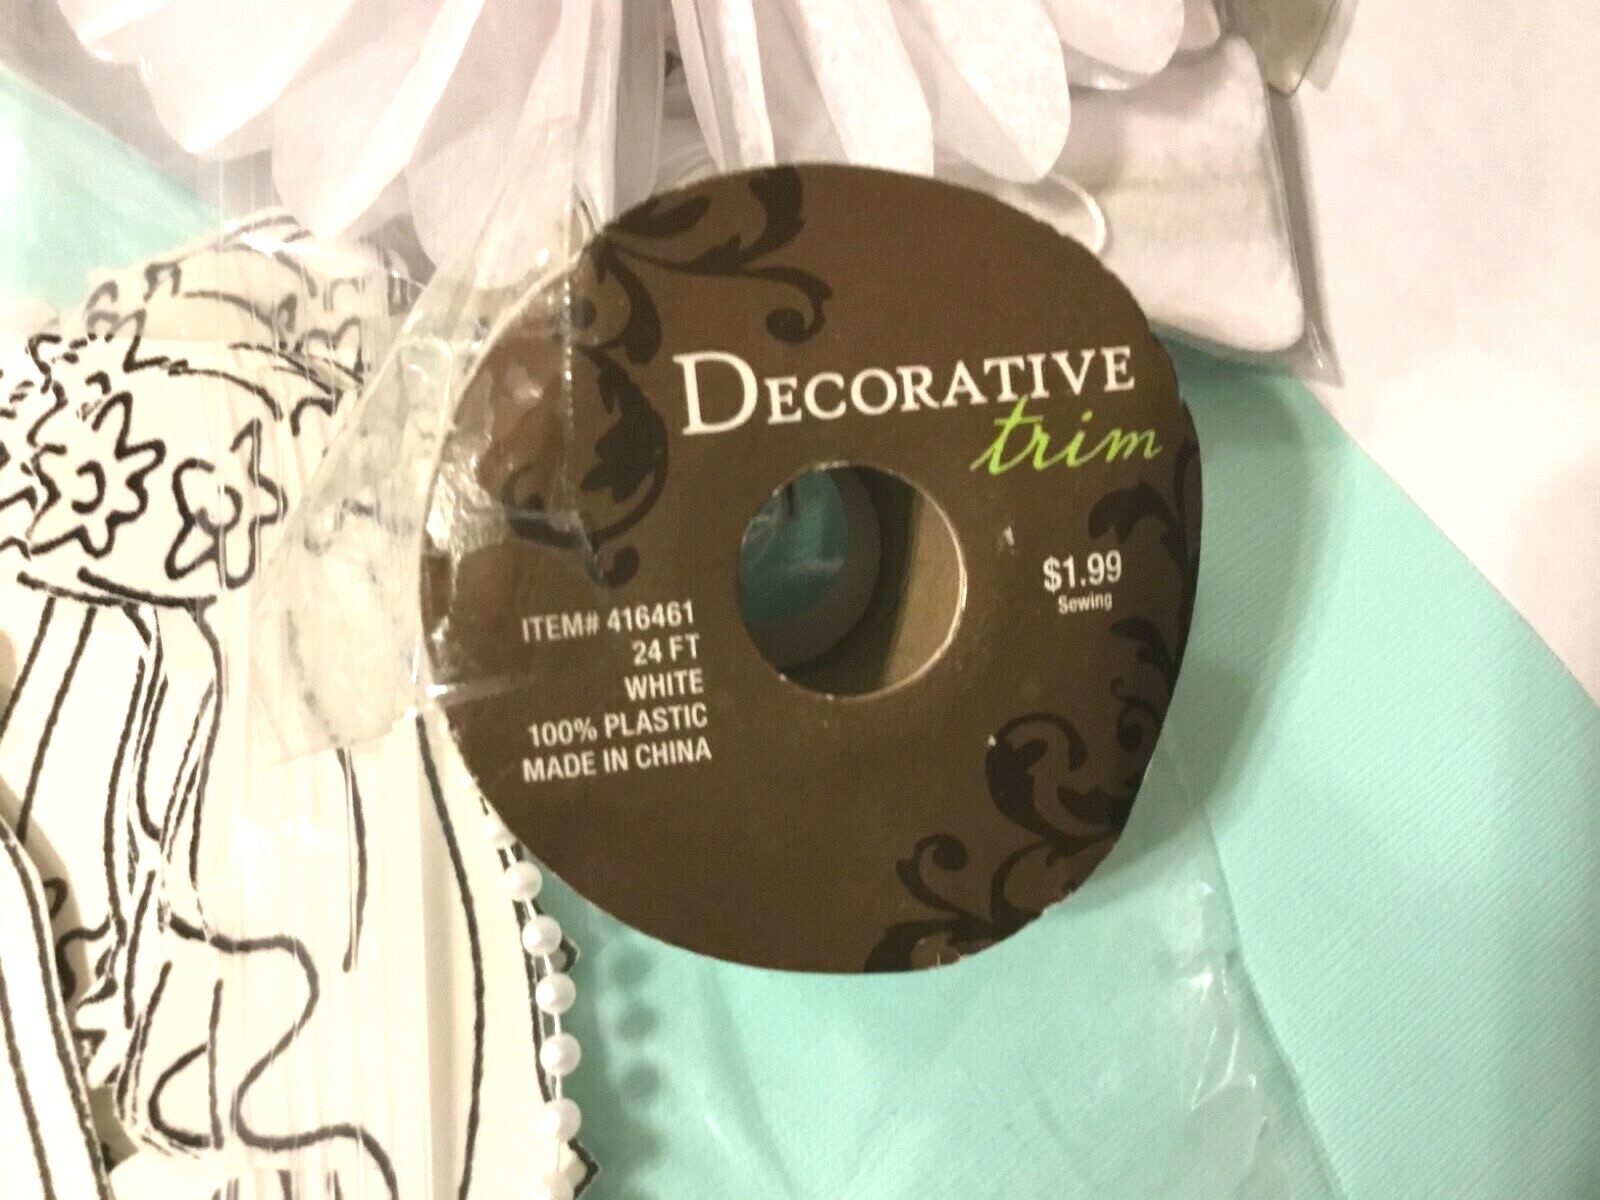 DECORATIVE
trim
$1.99
Sewing
ITEM# 416461
24 FT
WHITE
100% PLASTIC
MADE IN CHINA